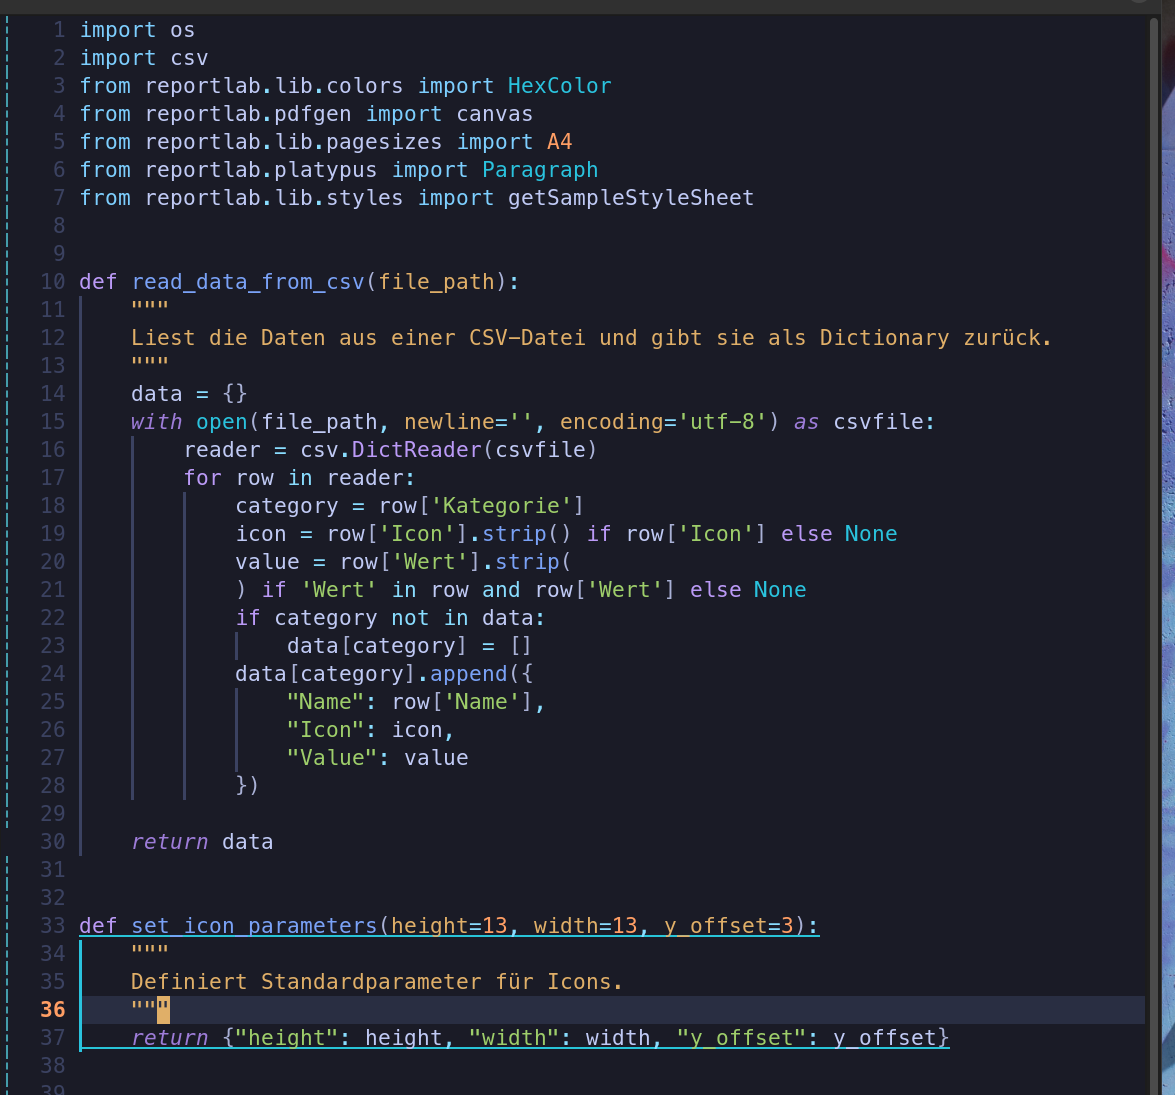 1 import os
2 import csv
3 from reportlab.lib.colors import HexColor
4 from reportlab.pdfgen import canvas
5 from reportlab.lib.pagesizes import A4
6 from reportlab.platypus import Paragraph
7 from reportlab.lib.styles import getSampleStyleSheet
8
9
10 def read_data_from_csv(file_path):
11     """
12     Liest die Daten aus einer CSV-Datei und gibt sie als Dictionary zurück.
13     """
14     data = {}
15     with open(file_path, newline='', encoding='utf-8') as csvfile:
16         reader = csv.DictReader(csvfile)
17         for row in reader:
18             category = row['Kategorie']
19             icon = row['Icon'].strip() if row['Icon'] else None
20             value = row['Wert'].strip(
21             ) if 'Wert' in row and row['Wert'] else None
22             if category not in data:
23                 data[category] = []
24             data[category].append({
25                 "Name": row['Name'],
26                 "Icon": icon,
27                 "Value": value
28             })
29
30     return data
31
32
33 def set_icon_parameters(height=13, width=13, y_offset=3):
34     """
35     Definiert Standardparameter für Icons.
36     """
37     return {"height": height, "width": width, "y_offset": y_offset}
38
39